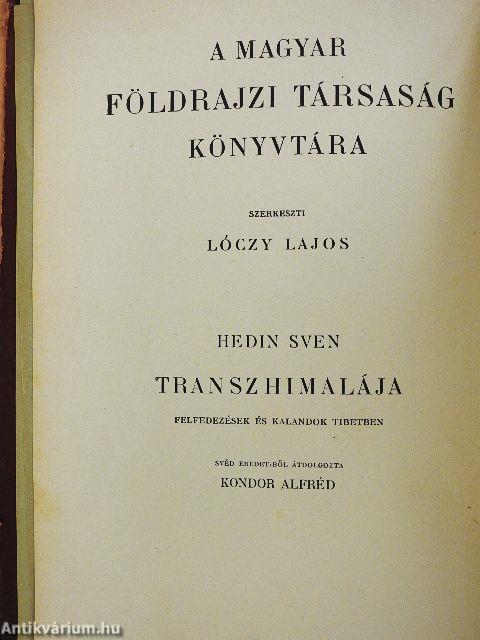 A MAGYAR
FÖLDRAJZI TÁRSASÁG
KÖNYVTÁRA
SZERKESZTI
LÓCZY LAJOS
HEDIN SVEN
TRANSZHIMALÁJA
FELFEDEZÉSEK ÉS KALANDOK TIBETBEN
SVÉD EREDETIBŐL ÁTDOLGOZTA
KONDOR ALFRÉD
Antikvárium.hu